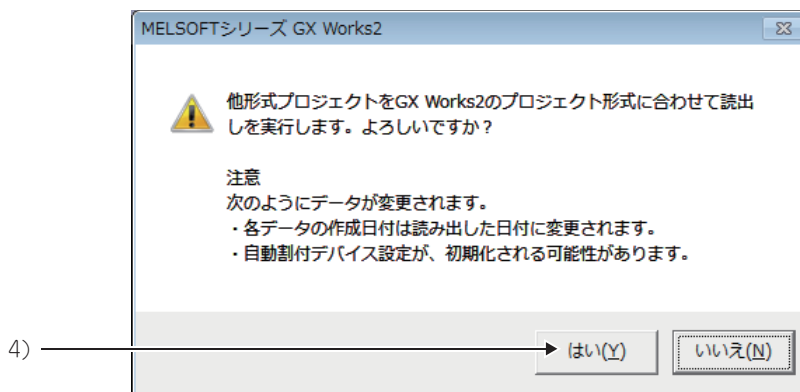 MELSOFTシリーズ GX Works2
他形式プロジェクトをGX Works2のプロジェクト形式に合わせて読出
しを実行します。よろしいですか？
注意
次のようにデータが変更されます。
・各データの作成日付は読み出した日付に変更されます。
・自動割付デバイス設定が、初期化される可能性があります。
4）
はい(Y)
いいえ(N)